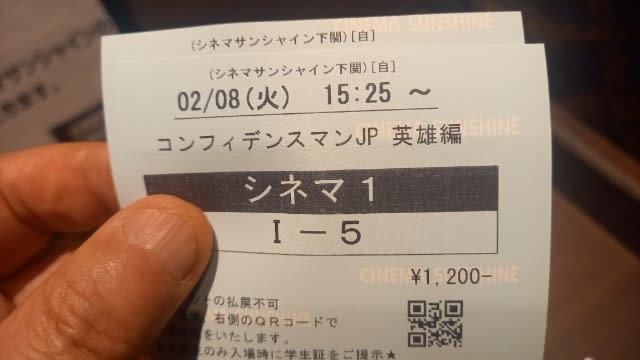 CINEMA SUNSHINE
(シネマサンシャイン下関)[自]
(シネマサンシャイン下関)[自]
02/08(火) 15:25 ～
コンフィデンスマンJP 英雄編
シネマ1
I－5
CINEMA SUNSHINE
¥1,200-
の払戻不可
、右側のQRコードで
をいたします。
のみ入場時に学生証をご提示★